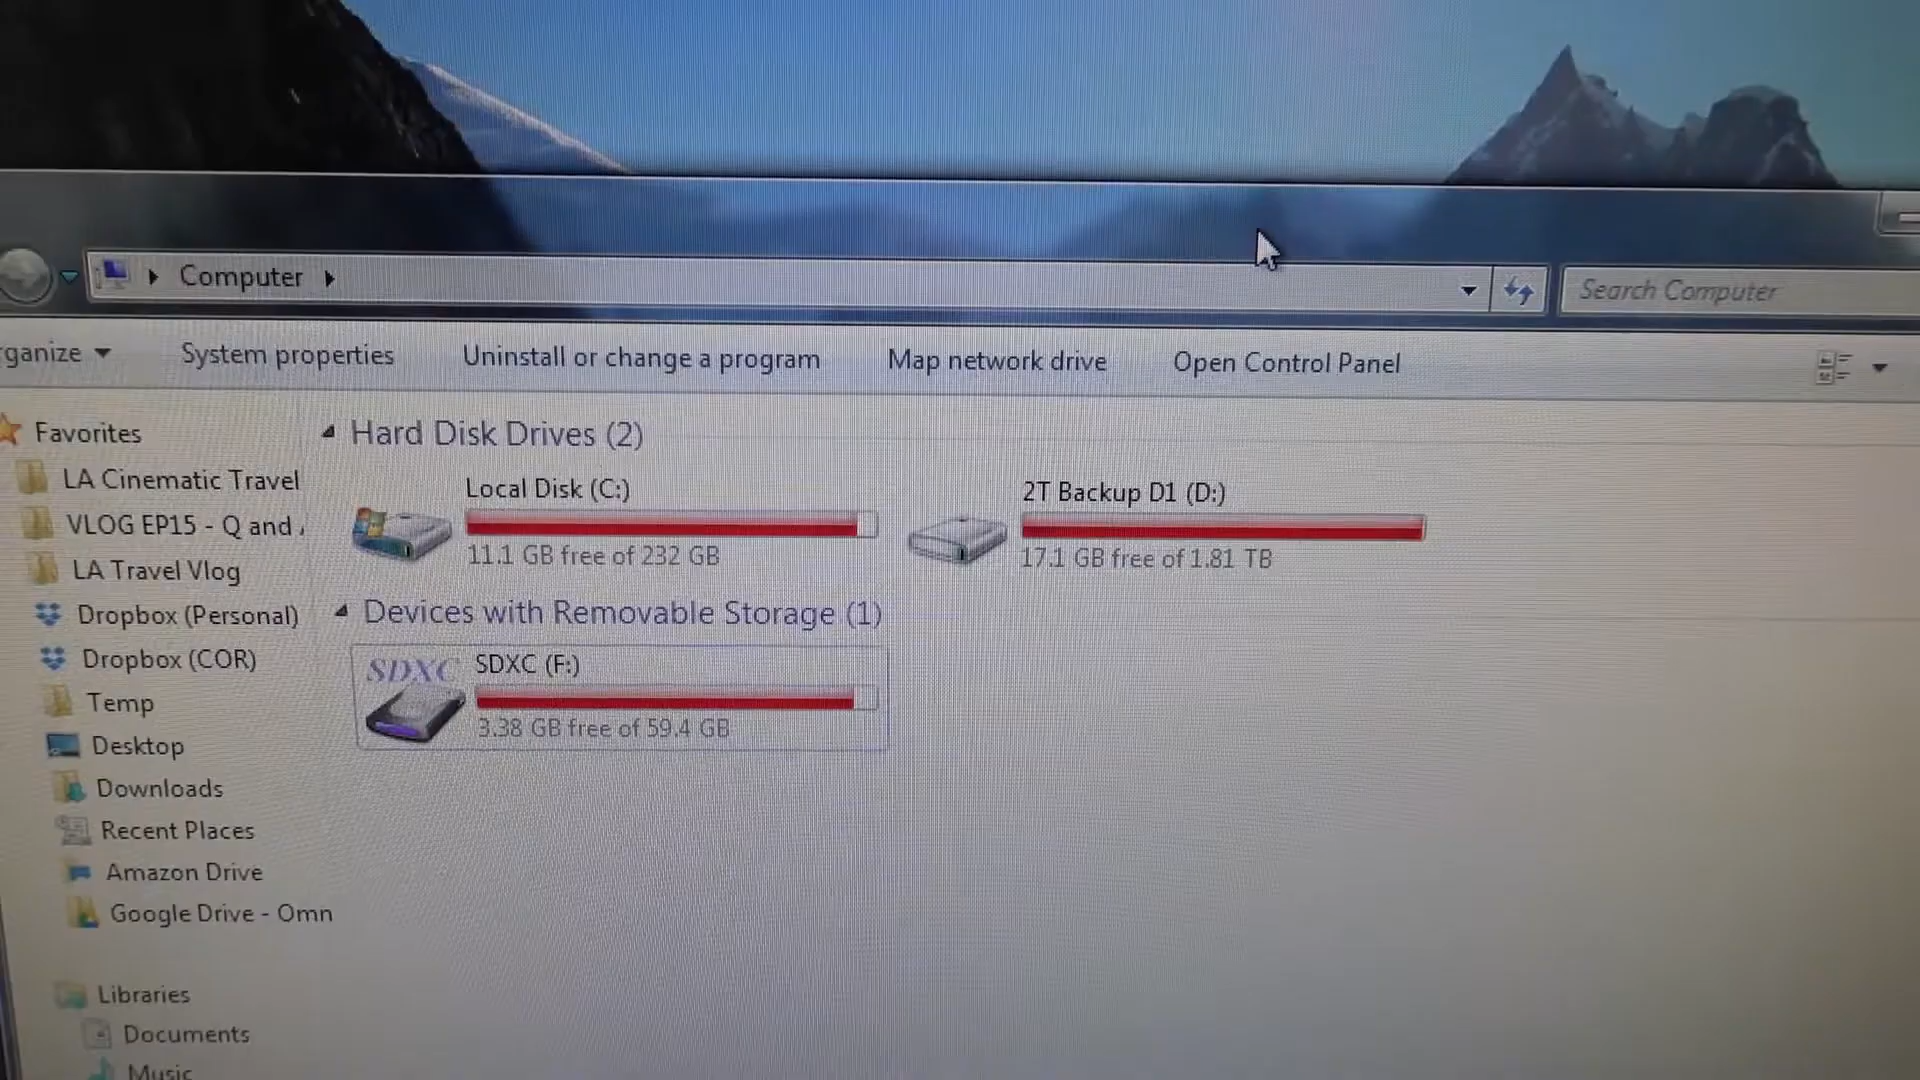 Computer
Search Computer
rganize
System properties
Uninstall or change a program
Map network drive
Open Control Panel
Favorites
LA Cinematic Travel
VLOG EP15 - Q and
LA Travel Vlog
Dropbox (Personal)
Dropbox (COR)
Temp
Desktop
Downloads
Recent Places
Amazon Drive
Google Drive - Omn
Libraries
Documents
Music
Hard Disk Drives (2)
Local Disk (C:)
11.1 GB free of 232 GB
2T Backup D1 (D:)
17.1 GB free of 1.81 TB
Devices with Removable Storage (1)
SDXC
SDXC (F:)
3.38 GB free of 59.4 GB